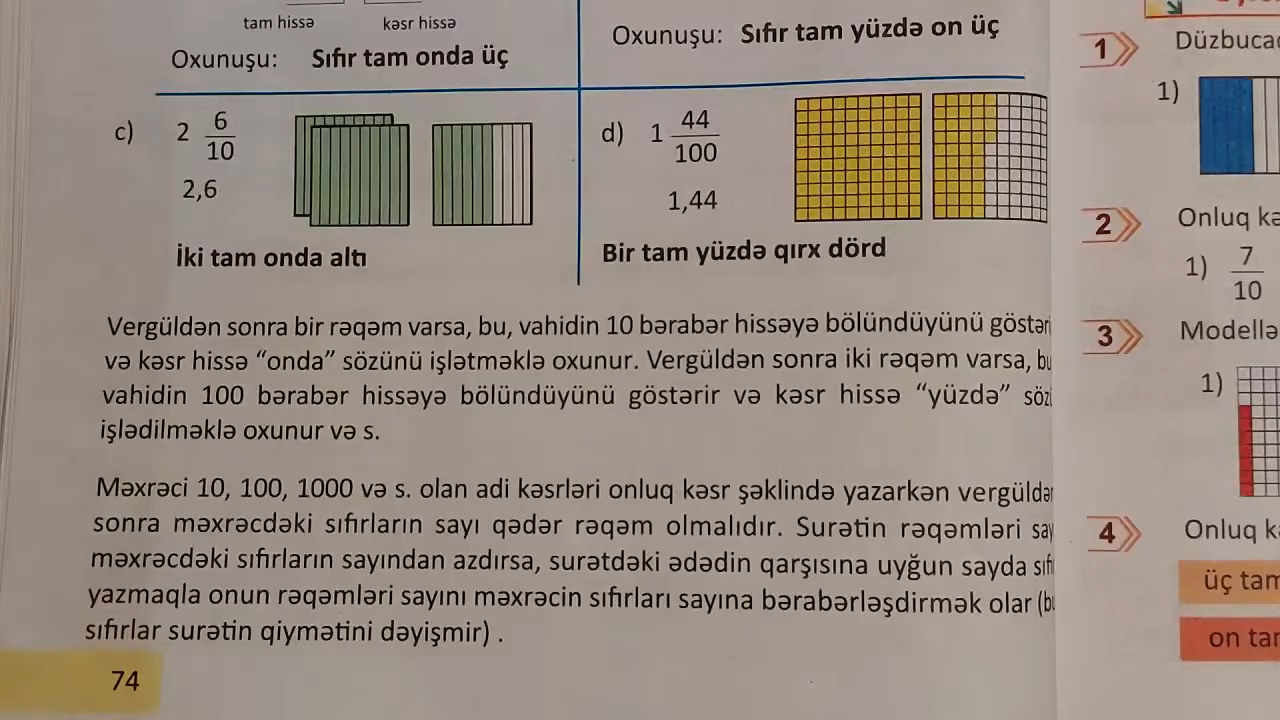 tam hissə kəsr hissə
Oxunuşu: Sıfır tam onda üç
Oxunuşu: Sıfır tam yüzdə on üç
c) 2 6/10
2,6
İki tam onda altı
d) 1 44/100
1,44
Bir tam yüzdə qırx dörd
Vergüldən sonra bir rəqəm varsa, bu, vahidin 10 bərabər hissəyə bölündüyünü göstəri
və kəsr hissə “onda” sözünü işlətməklə oxunur. Vergüldən sonra iki rəqəm varsa, bu
vahidin 100 bərabər hissəyə bölündüyünü göstərir və kəsr hissə “yüzdə” sözü
işlədilməklə oxunur və s.
Məxrəci 10, 100, 1000 və s. olan adi kəsrləri onluq kəsr şəklində yazarkən vergüldən
sonra məxrəcdəki sıfırların sayı qədər rəqəm olmalıdır. Surətin rəqəmləri say
məxrəcdəki sıfırların sayından azdırsa, surətdəki ədədin qarşısına uyğun sayda sıfı
yazmaqla onun rəqəmləri sayını məxrəcin sıfırları sayına bərabərləşdirmək olar (bu
sıfırlar surətin qiymətini dəyişmir) .
74
1 Düzbuca
1)
2 Onluq kə
1) 7/10
3 Modellə
1)
4 Onluq kə
üç tam
on tam